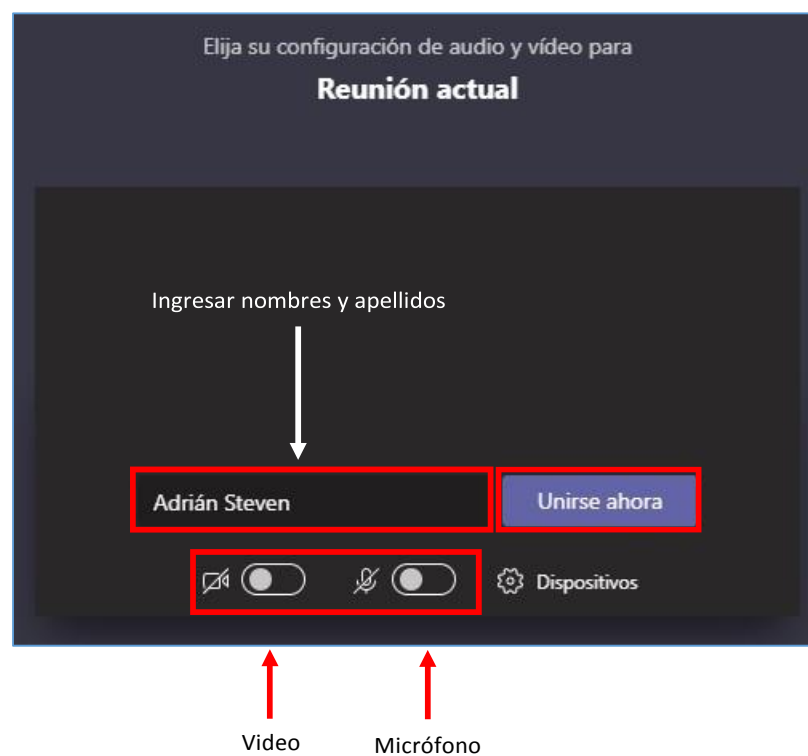 Elija su configuración de audio y vídeo para
Reunión actual
Ingresar nombres y apellidos
Adrián Steven
Unirse ahora
Dispositivos
Video
Micrófono